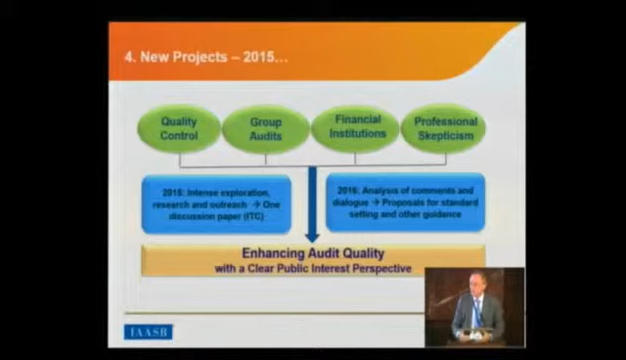 4. New Projects – 2015…
Quality
Control
Group
Audits
Financial
Institutions
Professional
Skepticism
2015: Intense exploration,
research and outreach → One
discussion paper (ITC)
2016: Analysis of comments and
dialogue → Proposals for standard
setting and other guidance
Enhancing Audit Quality
with a Clear Public Interest Perspective
IAASB